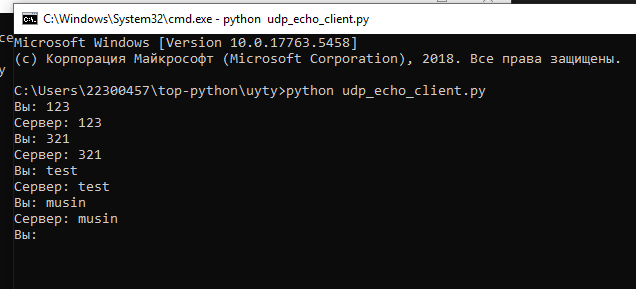 C:\Windows\System32\cmd.exe - python  udp_echo_client.py
се
Microsoft Windows [Version 10.0.17763.5458]
(c) Корпорация Майкрософт (Microsoft Corporation), 2018. Все права защищены.
y
C:\Users\22300457\top-python\uyty>python udp_echo_client.py
Вы: 123
Сервер: 123
Вы: 321
Сервер: 321
Вы: test
Сервер: test
Вы: musin
Сервер: musin
Вы: